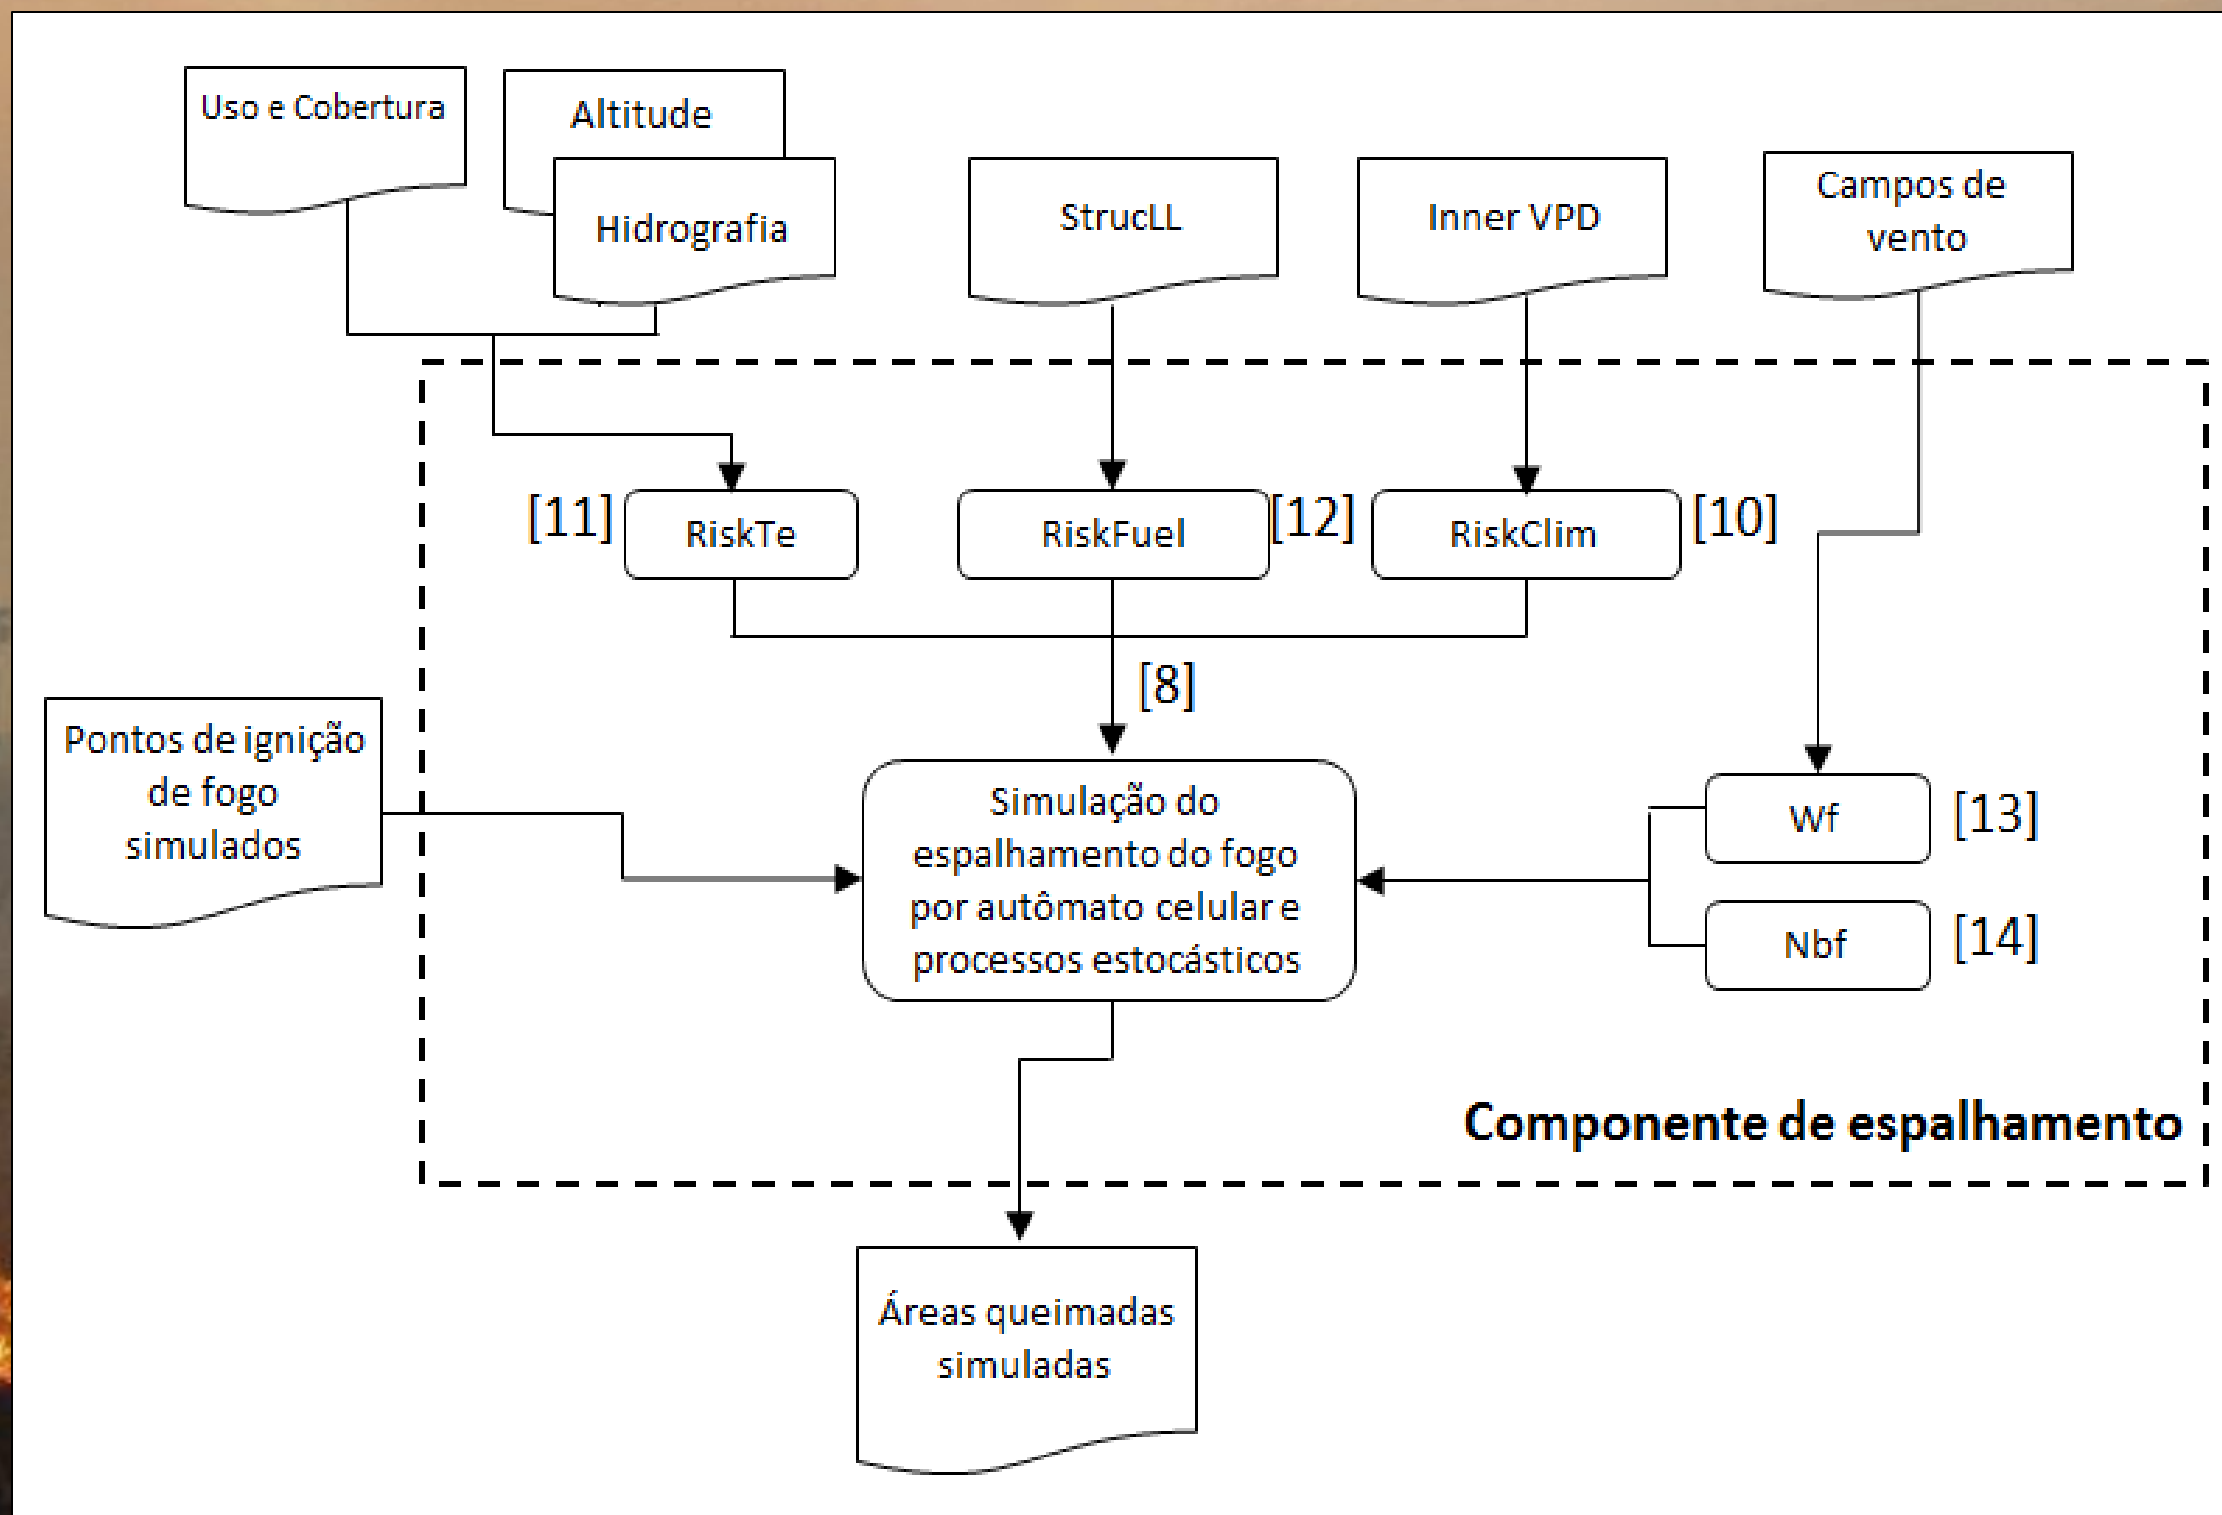 Uso e Cobertura
Altitude
Hidrografia
StrucLL
Inner VPD
Campos de
vento
[11]
RiskTe
RiskFuel
[12]
RiskClim
[10]
[8]
Pontos de ignição
de fogo
simulados
Simulação do
espalhamento do fogo
por autômato celular e
processos estocásticos
Wf
[13]
Nbf
[14]
Componente de espalhamento
Áreas queimadas
simuladas